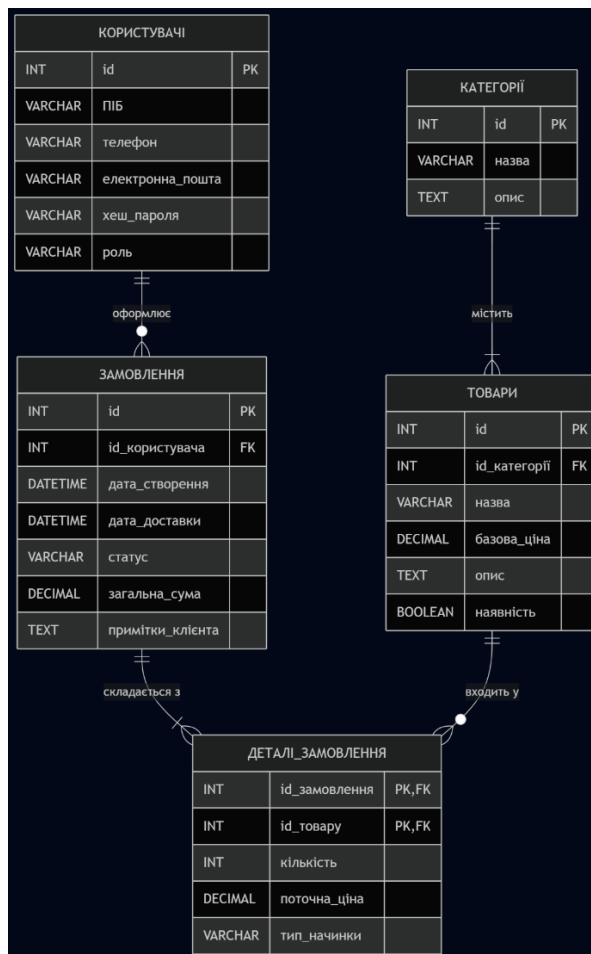 КОРИСТУВАЧІ
INT id PK
VARCHAR ПІБ
VARCHAR телефон
VARCHAR електронна_пошта
VARCHAR хеш_пароля
VARCHAR роль
КАТЕГОРІЇ
INT id PK
VARCHAR назва
TEXT опис
оформлює
містить
ЗАМОВЛЕННЯ
INT id PK
INT id_користувача FK
DATETIME дата_створення
DATETIME дата_доставки
VARCHAR статус
DECIMAL загальна_сума
TEXT примітки_клієнта
ТОВАРИ
INT id PK
INT id_категорії FK
VARCHAR назва
DECIMAL базова_ціна
TEXT опис
BOOLEAN наявність
складається з
входить у
ДЕТАЛІ_ЗАМОВЛЕННЯ
INT id_замовлення PK,FK
INT id_товару PK,FK
INT кількість
DECIMAL поточна_ціна
VARCHAR тип_начинки